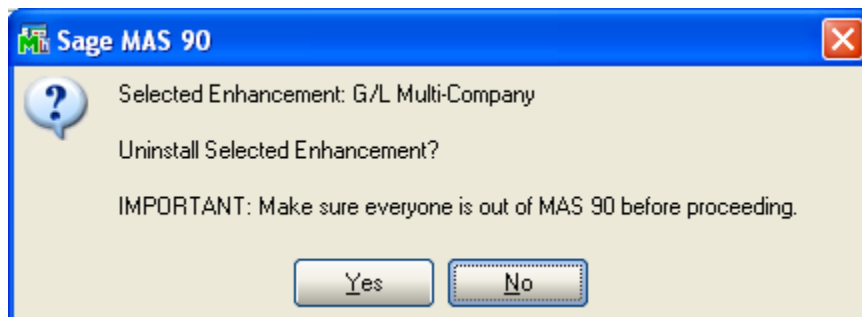 Sage MAS 90
Selected Enhancement: G/L Multi-Company
Uninstall Selected Enhancement?
IMPORTANT: Make sure everyone is out of MAS 90 before proceeding.
Yes No